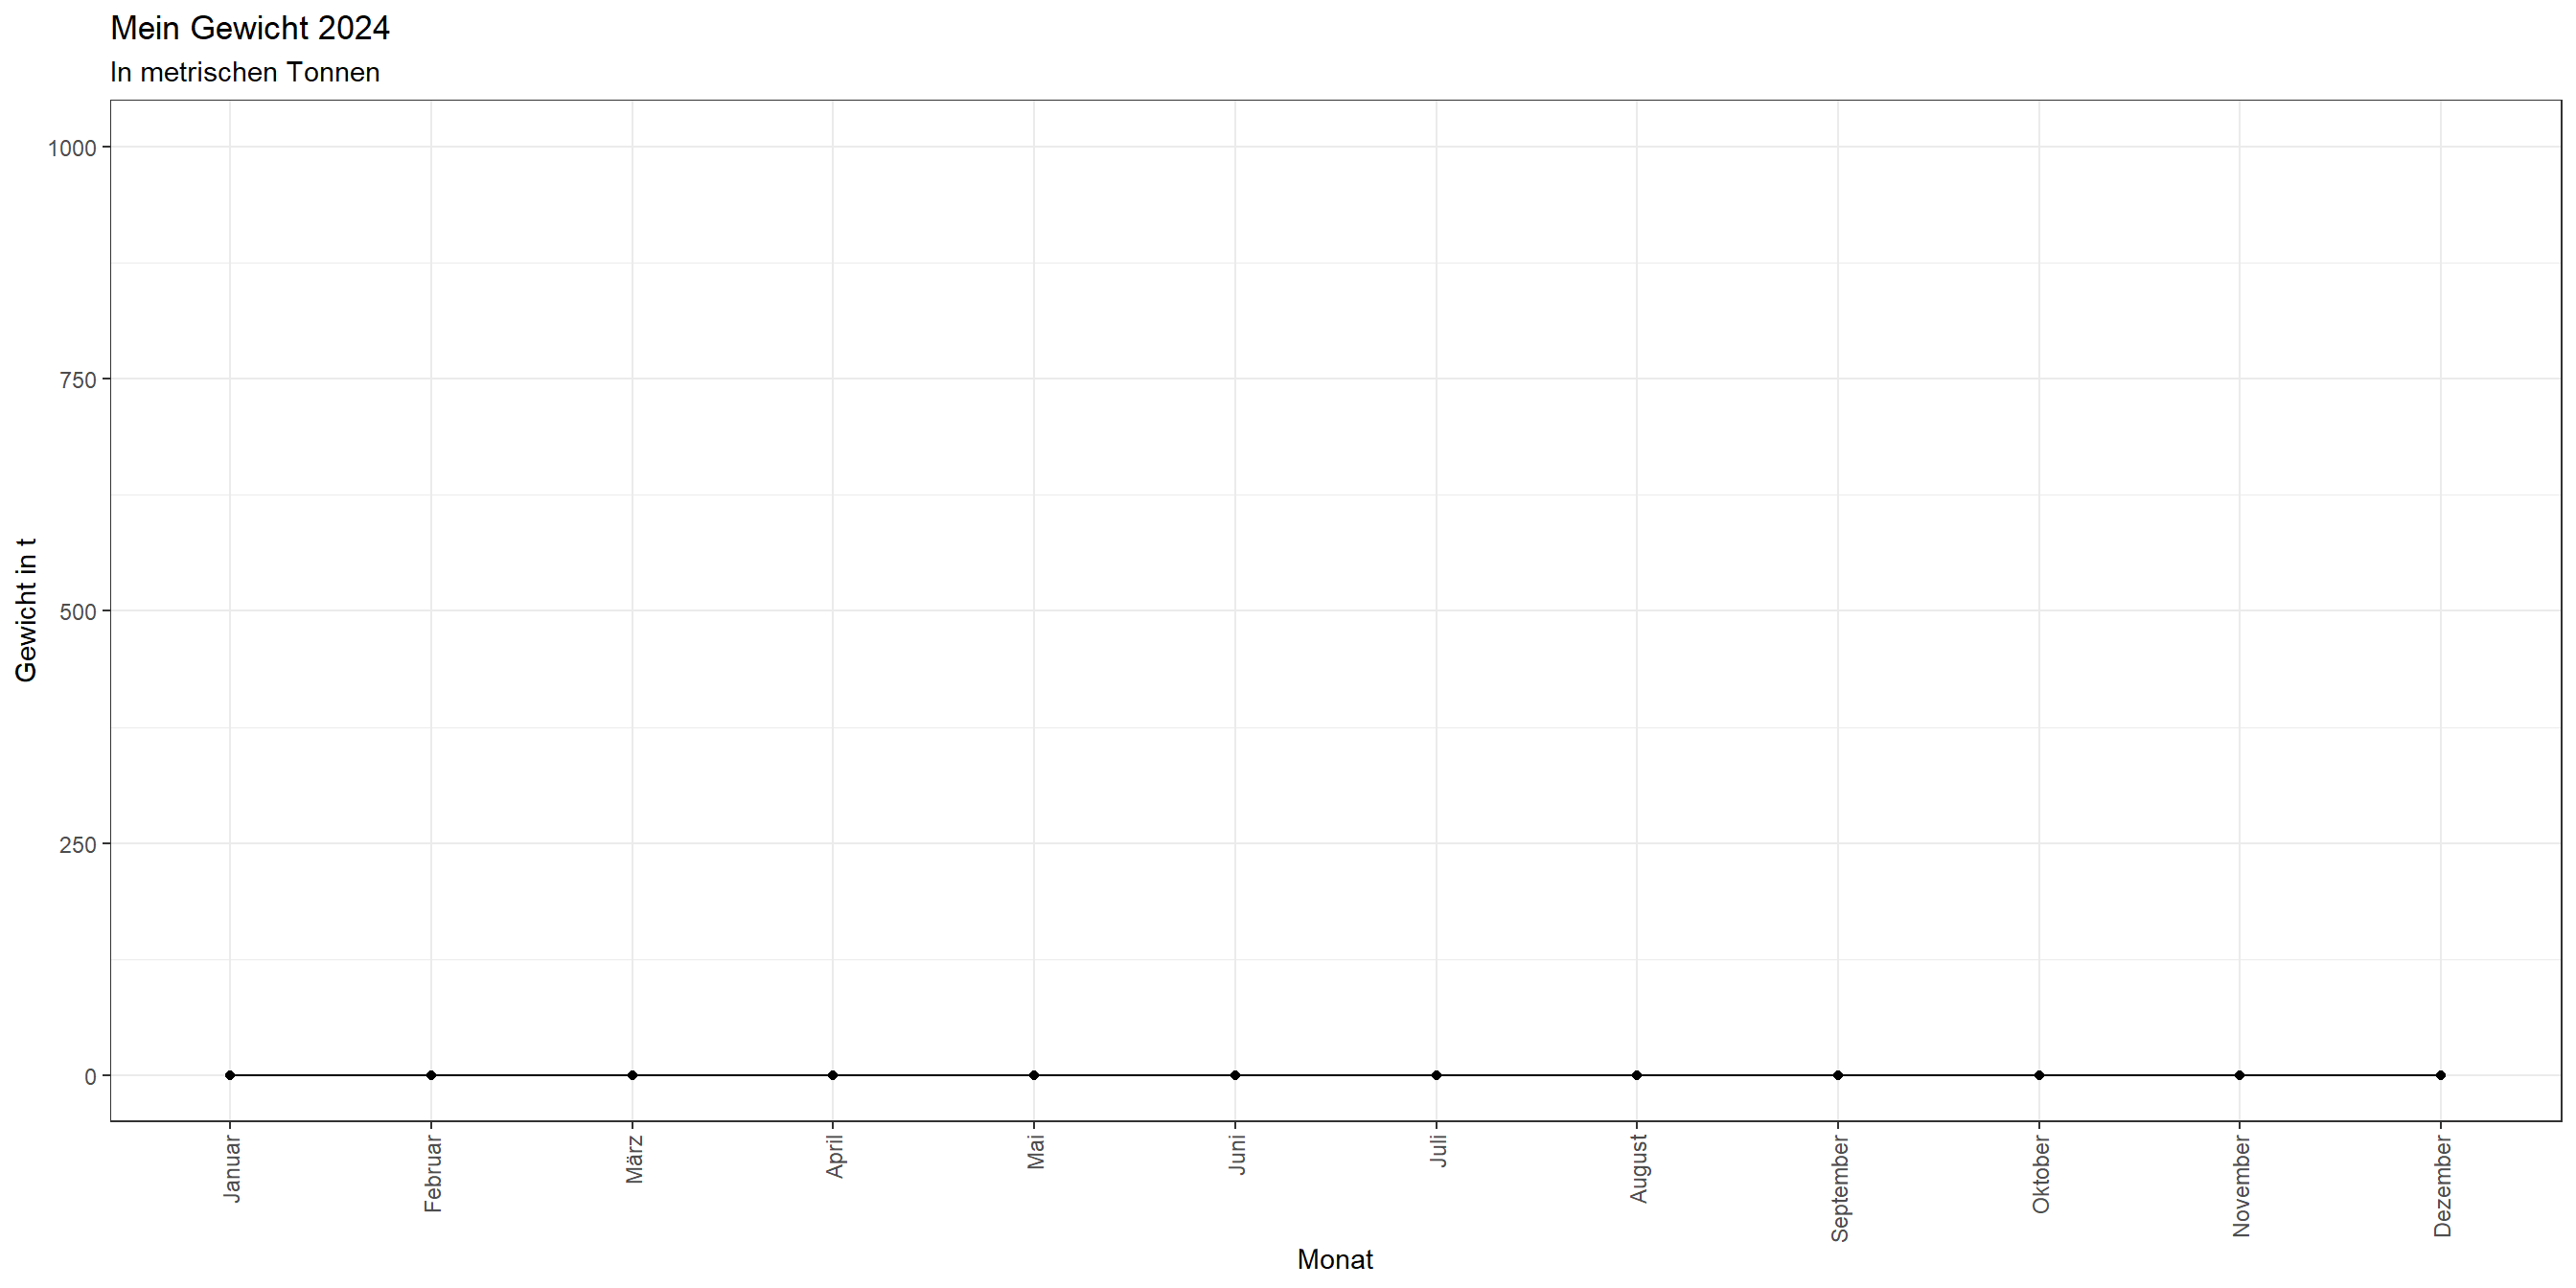 Mein Gewicht 2024
In metrischen Tonnen
Gewicht in t
1000
750
500
250
0
Januar
Februar
März
April
Mai
Juni
Juli
August
September
Oktober
November
Dezember
Monat